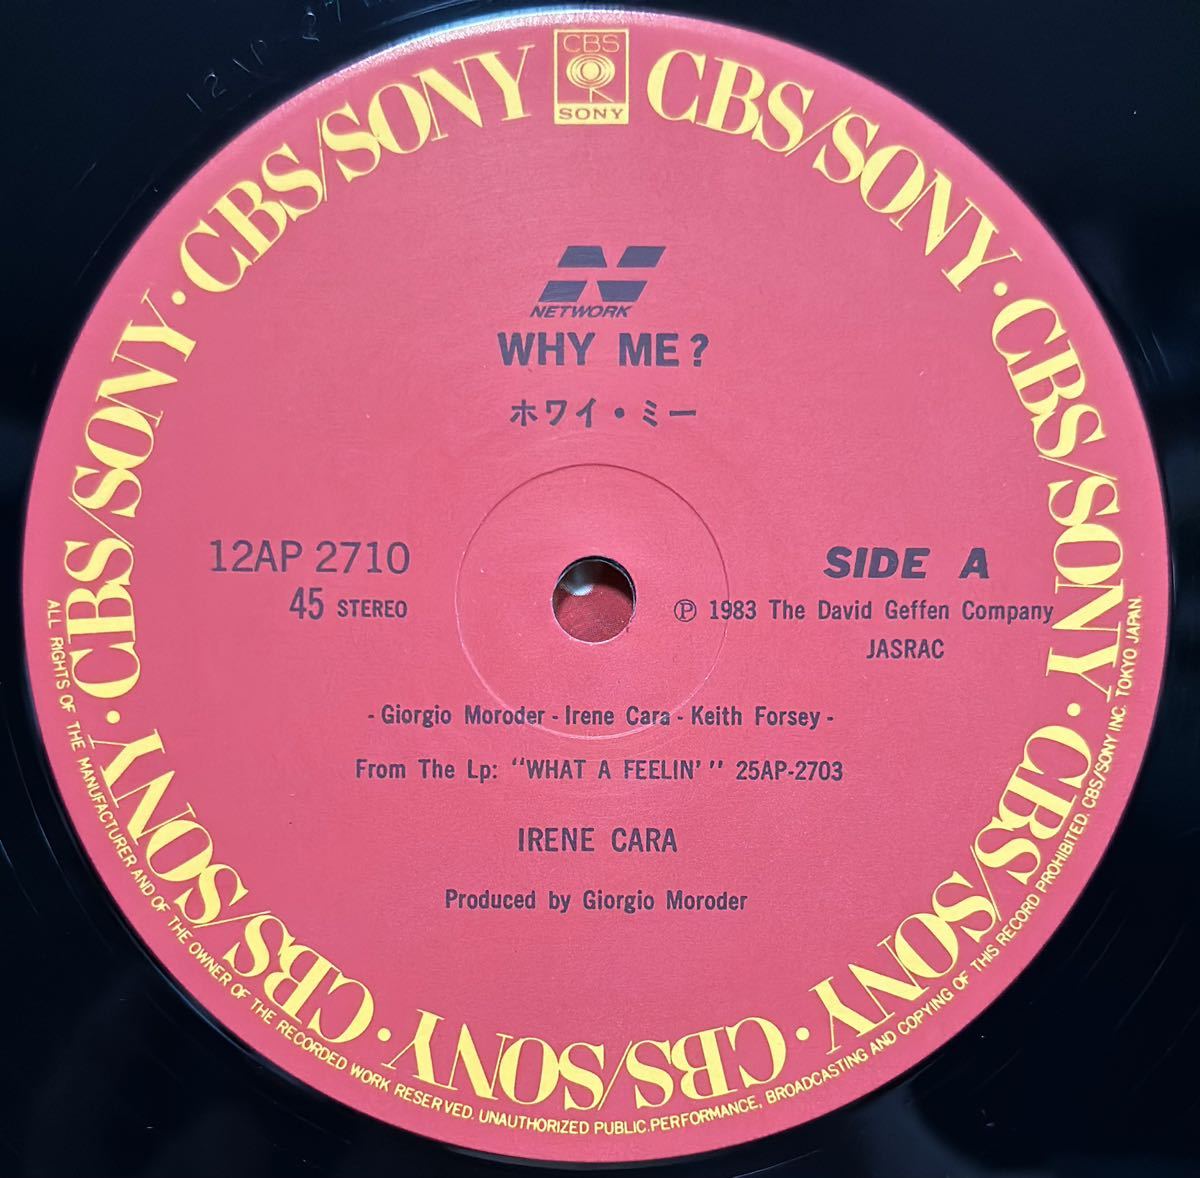 CBS
SONY
CBS/SONY · CBS/SONY · CBS/SONY · CBS/SONY · CBS/SONY · CBS/SONY · CBS/SONY · CBS/SONY
NETWORK
WHY ME?
ホワイ・ミー
12AP 2710
45 STEREO
SIDE A
Ⓟ 1983 The David Geffen Company
JASRAC
- Giorgio Moroder - Irene Cara - Keith Forsey -
From The Lp: “WHAT A FEELIN’” 25AP-2703
IRENE CARA
Produced by Giorgio Moroder
ALL RIGHTS OF THE MANUFACTURER AND OF THE OWNER OF THE RECORDED WORK RESERVED. UNAUTHORIZED PUBLIC PERFORMANCE, BROADCASTING AND COPYING OF THIS RECORD PROHIBITED. CBS/SONY INC. TOKYO JAPAN.